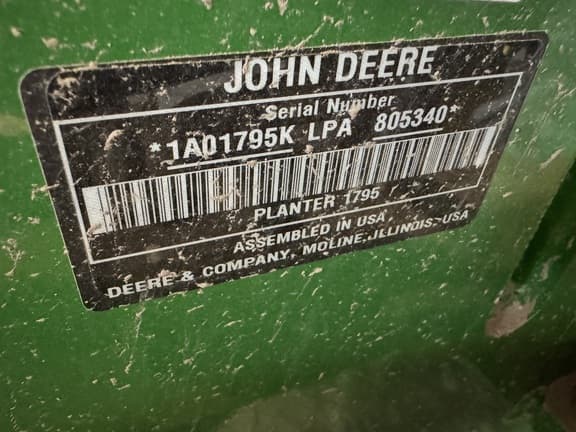 JOHN DEERE
Serial Number
*1A01795K LPA 805340*
PLANTER 1795
ASSEMBLED IN USA
DEERE & COMPANY, MOLINE, ILLINOIS, USA